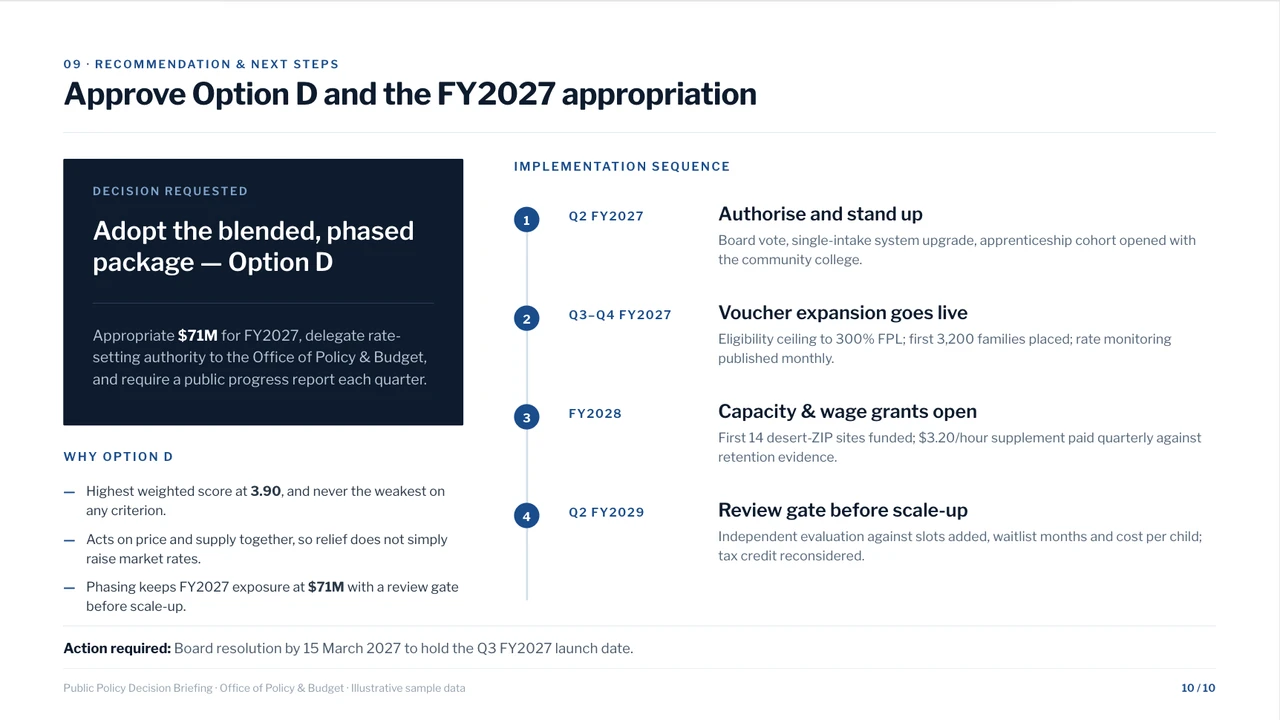 09 · RECOMMENDATION & NEXT STEPS
Approve Option D and the FY2027 appropriation
DECISION REQUESTED
Adopt the blended, phased
package — Option D
Appropriate $71M for FY2027, delegate rate-
setting authority to the Office of Policy & Budget,
and require a public progress report each quarter.
WHY OPTION D
— Highest weighted score at 3.90, and never the weakest on
any criterion.
— Acts on price and supply together, so relief does not simply
raise market rates.
— Phasing keeps FY2027 exposure at $71M with a review gate
before scale-up.
IMPLEMENTATION SEQUENCE
1 Q2 FY2027 Authorise and stand up
Board vote, single-intake system upgrade, apprenticeship cohort opened with
the community college.
2 Q3–Q4 FY2027 Voucher expansion goes live
Eligibility ceiling to 300% FPL; first 3,200 families placed; rate monitoring
published monthly.
3 FY2028 Capacity & wage grants open
First 14 desert-ZIP sites funded; $3.20/hour supplement paid quarterly against
retention evidence.
4 Q2 FY2029 Review gate before scale-up
Independent evaluation against slots added, waitlist months and cost per child;
tax credit reconsidered.
Action required: Board resolution by 15 March 2027 to hold the Q3 FY2027 launch date.
Public Policy Decision Briefing · Office of Policy & Budget · Illustrative sample data
10 / 10